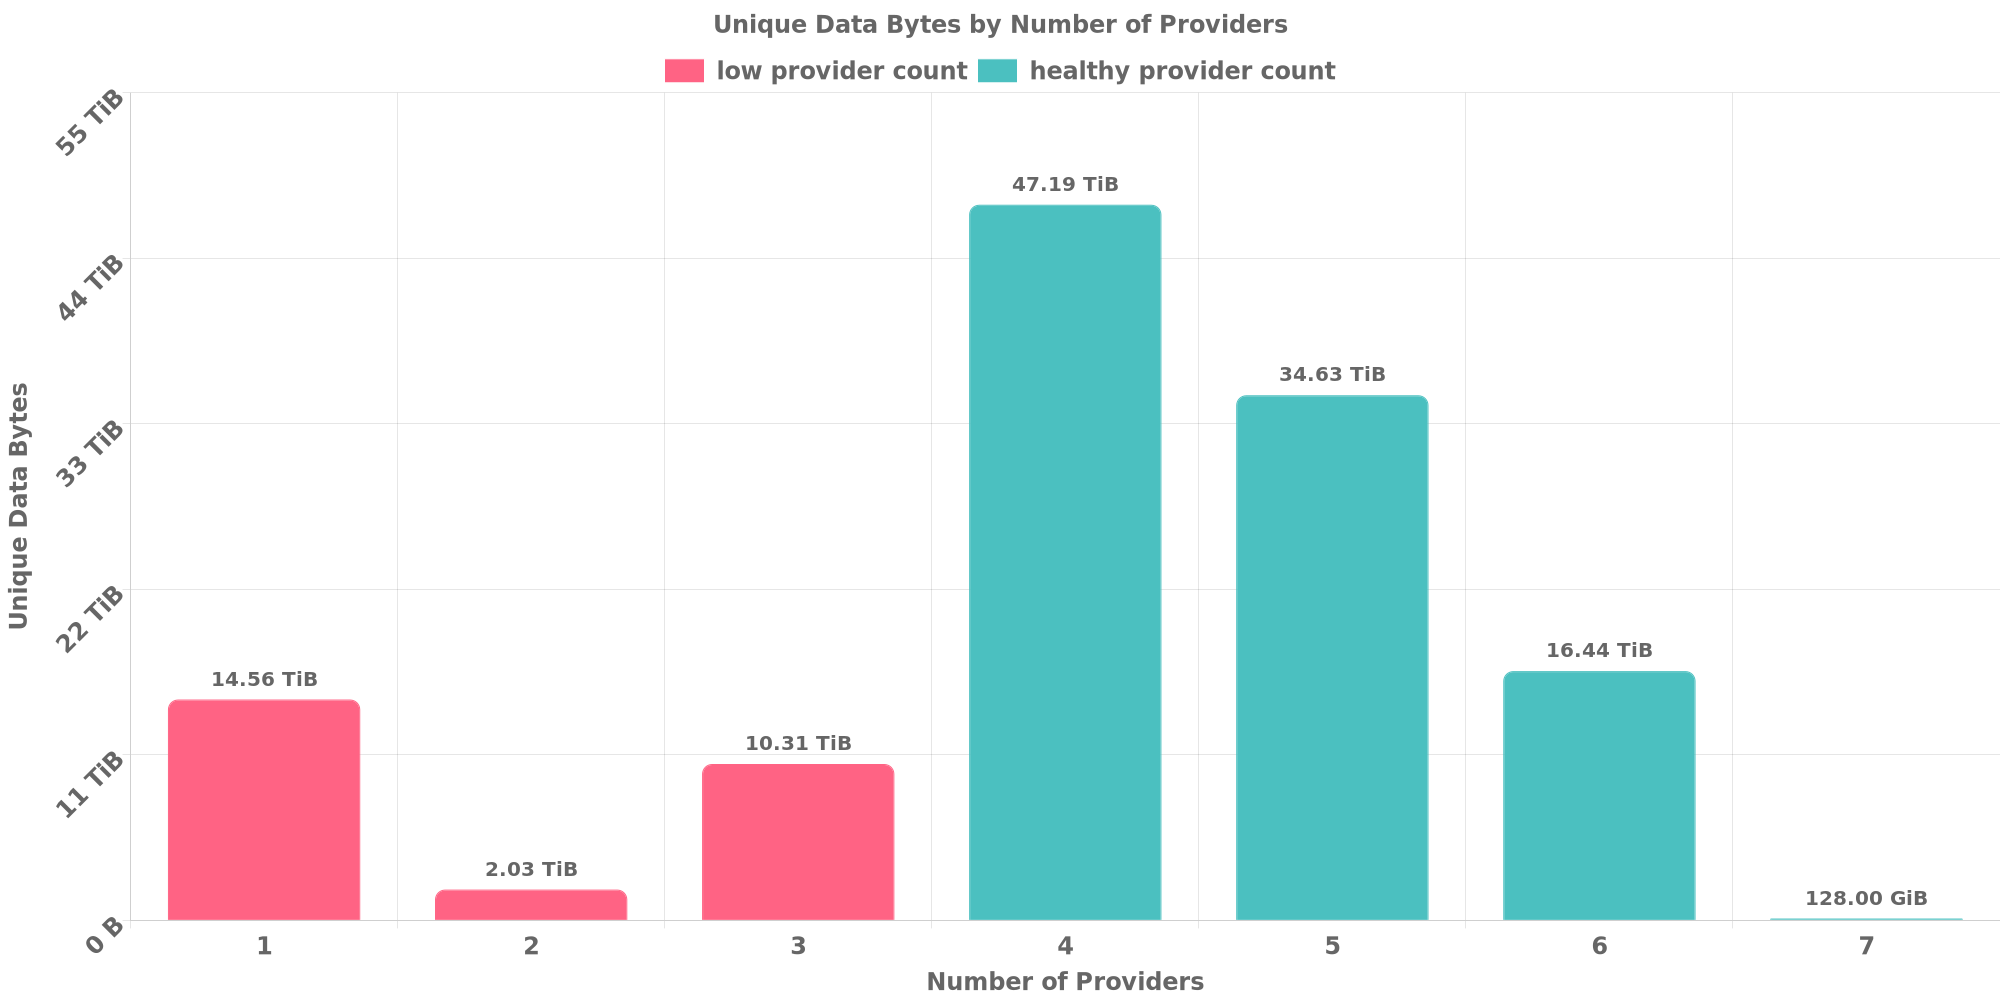 Unique Data Bytes by Number of Providers
low provider count healthy provider count
55 TiB
44 TiB
33 TiB
22 TiB
11 TiB
0 B
Unique Data Bytes
14.56 TiB
2.03 TiB
10.31 TiB
47.19 TiB
34.63 TiB
16.44 TiB
128.00 GiB
1 2 3 4 5 6 7
Number of Providers